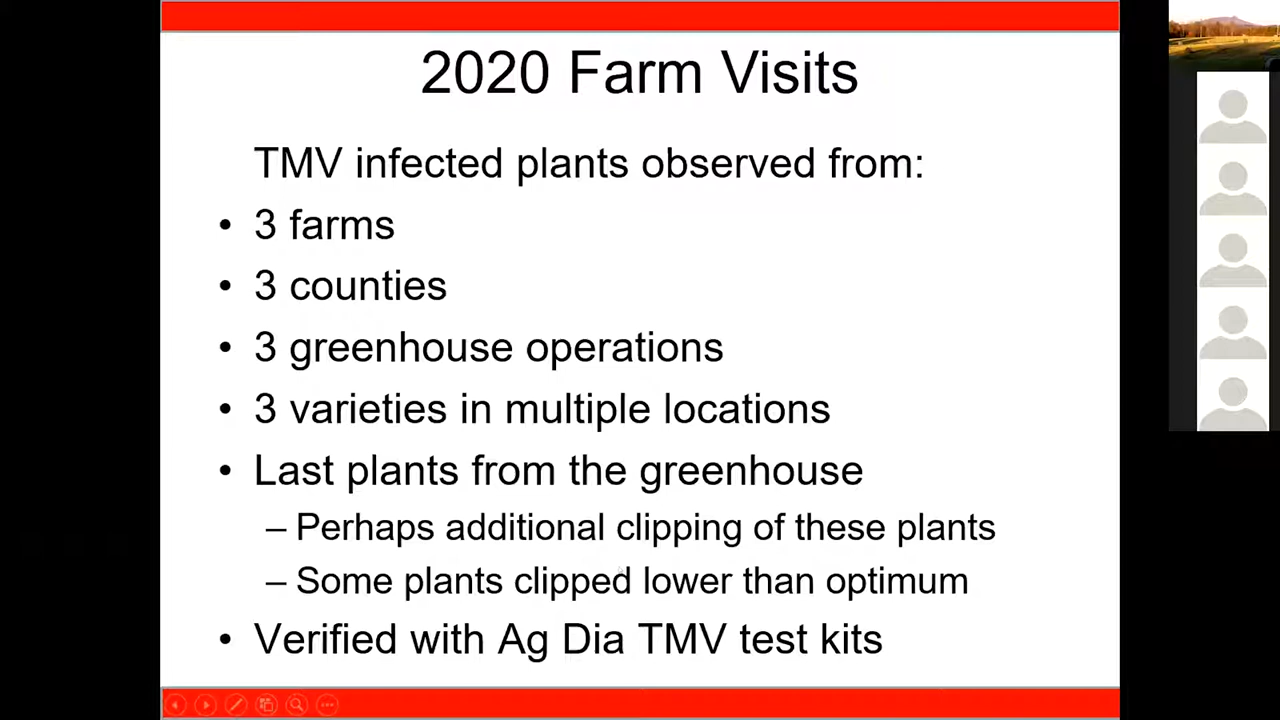 2020 Farm Visits
TMV infected plants observed from:
• 3 farms
• 3 counties
• 3 greenhouse operations
• 3 varieties in multiple locations
• Last plants from the greenhouse
– Perhaps additional clipping of these plants
– Some plants clipped lower than optimum
• Verified with Ag Dia TMV test kits